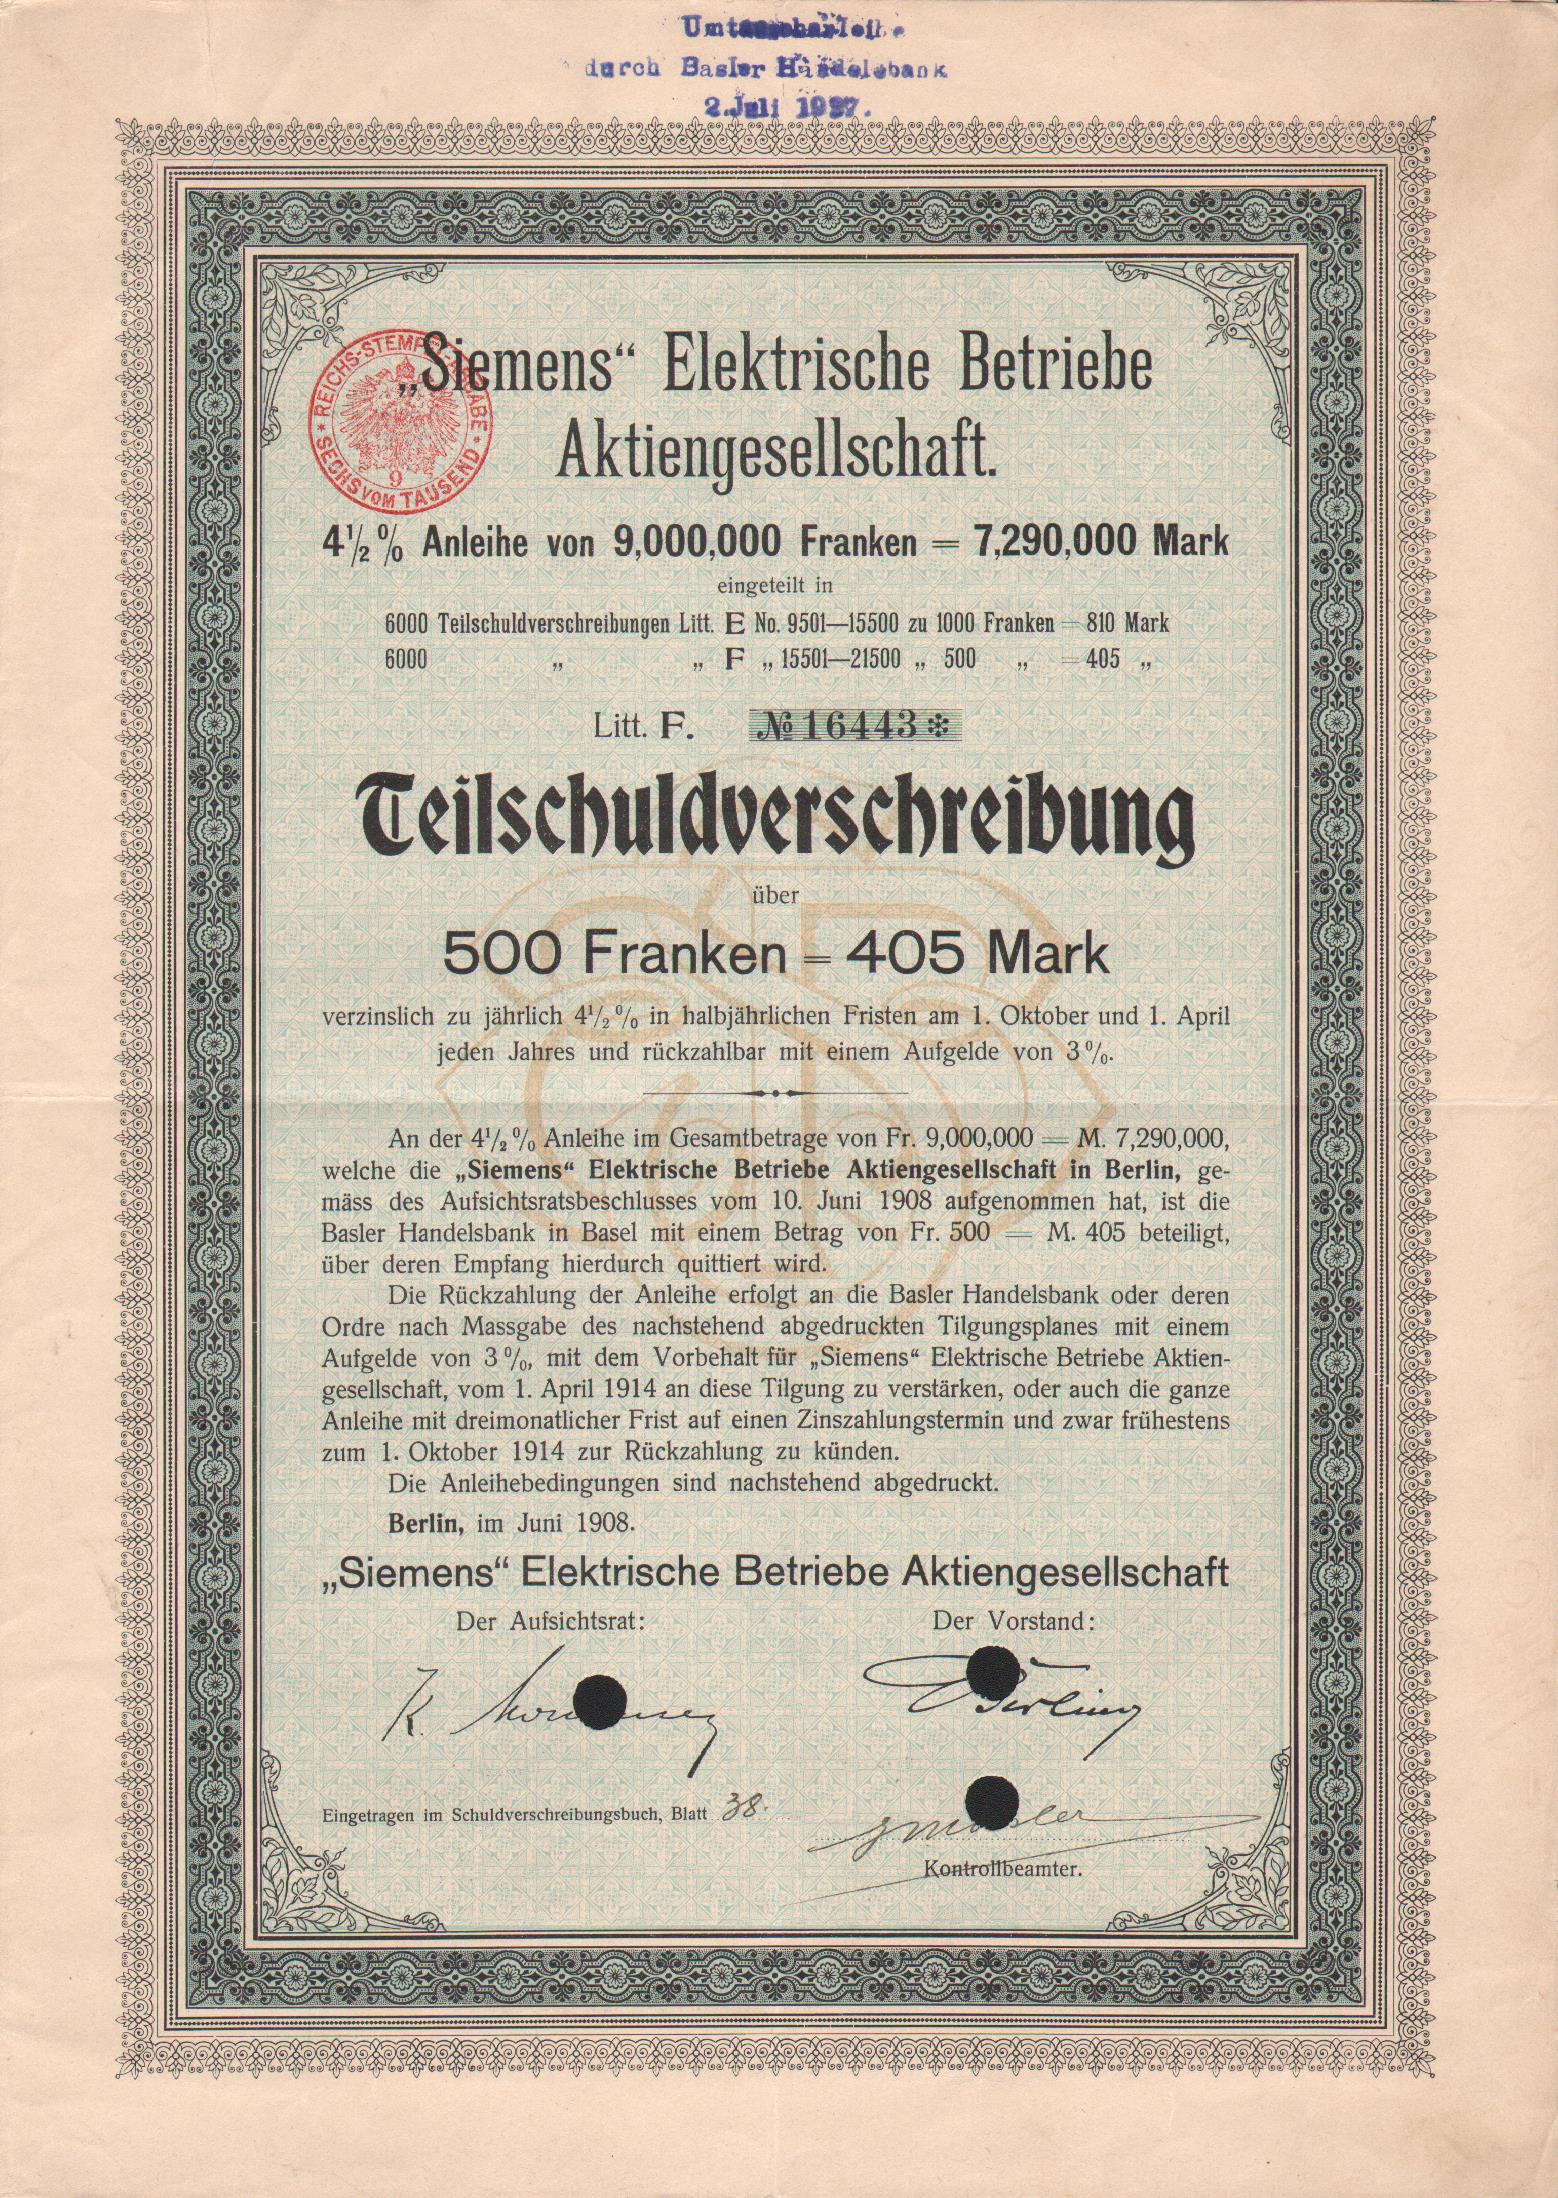 durch Basler Handelsbank
2. Juli 1927.
REICHS-STEMPELABGABE
SECHS VOM TAUSEND
9
„Siemens“ Elektrische Betriebe
Aktiengesellschaft.
4½% Anleihe von 9,000,000 Franken = 7,290,000 Mark
eingeteilt in
6000 Teilschuldverschreibungen Litt. E No. 9501—15500 zu 1000 Franken = 810 Mark
6000 „ „ F „ 15501—21500 „ 500 „ = 405 „
Litt. F. № 16443*
Teilschuldverschreibung
über
500 Franken = 405 Mark
verzinslich zu jährlich 4½% in halbjährlichen Fristen am 1. Oktober und 1. April
jeden Jahres und rückzahlbar mit einem Aufgelde von 3%.
An der 4½% Anleihe im Gesamtbetrage von Fr. 9,000,000 = M. 7,290,000,
welche die „Siemens“ Elektrische Betriebe Aktiengesellschaft in Berlin, ge-
mäss des Aufsichtsratsbeschlusses vom 10. Juni 1908 aufgenommen hat, ist die
Basler Handelsbank in Basel mit einem Betrag von Fr. 500 = M. 405 beteiligt,
über deren Empfang hierdurch quittiert wird.
Die Rückzahlung der Anleihe erfolgt an die Basler Handelsbank oder deren
Ordre nach Massgabe des nachstehend abgedruckten Tilgungsplanes mit einem
Aufgelde von 3%, mit dem Vorbehalt für „Siemens“ Elektrische Betriebe Aktien-
gesellschaft, vom 1. April 1914 an diese Tilgung zu verstärken, oder auch die ganze
Anleihe mit dreimonatlicher Frist auf einen Zinszahlungstermin und zwar frühestens
zum 1. Oktober 1914 zur Rückzahlung zu künden.
Die Anleihebedingungen sind nachstehend abgedruckt.
Berlin, im Juni 1908.
„Siemens“ Elektrische Betriebe Aktiengesellschaft
Der Aufsichtsrat: Der Vorstand:
Eingetragen im Schuldverschreibungsbuch, Blatt 38.
Kontrollbeamter.